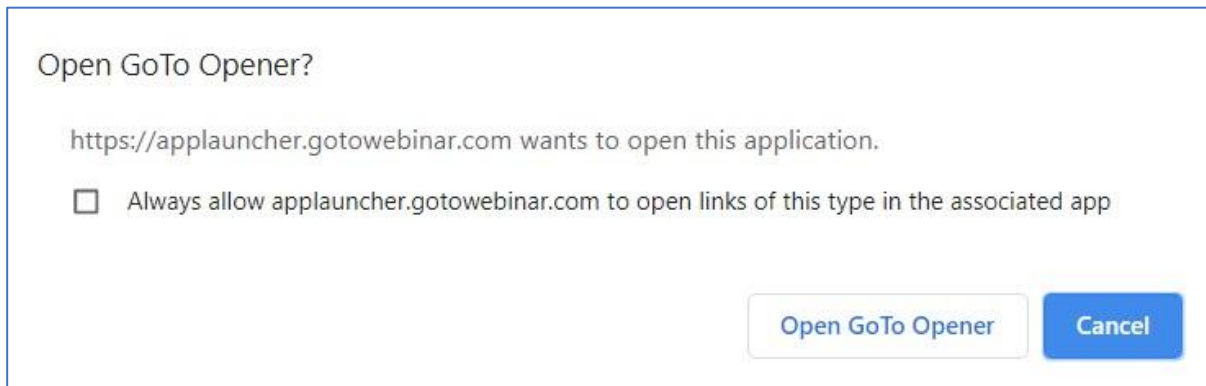 Open GoTo Opener?
https://applauncher.gotowebinar.com wants to open this application.
Always allow applauncher.gotowebinar.com to open links of this type in the associated app
Open GoTo Opener
Cancel